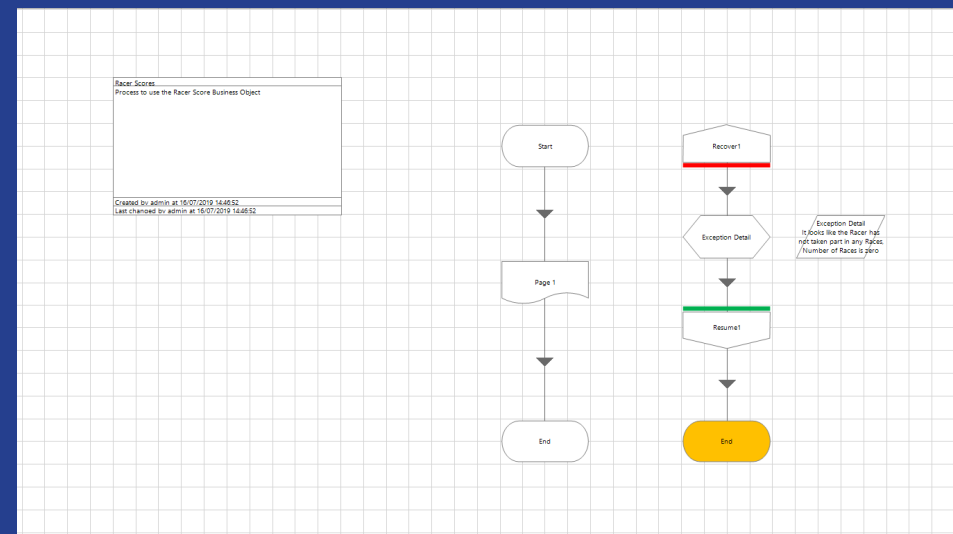 Racer Scores
Process to use the Racer Score Business Object
Created by admin at 16/07/2019 14:46:52
Last changed by admin at 16/07/2019 14:46:52
Start
Page 1
End
Recover1
Exception Detail
Resume1
End
Exception Detail
It looks like the Racer has
not taken part in any Races.
Number of Races is zero